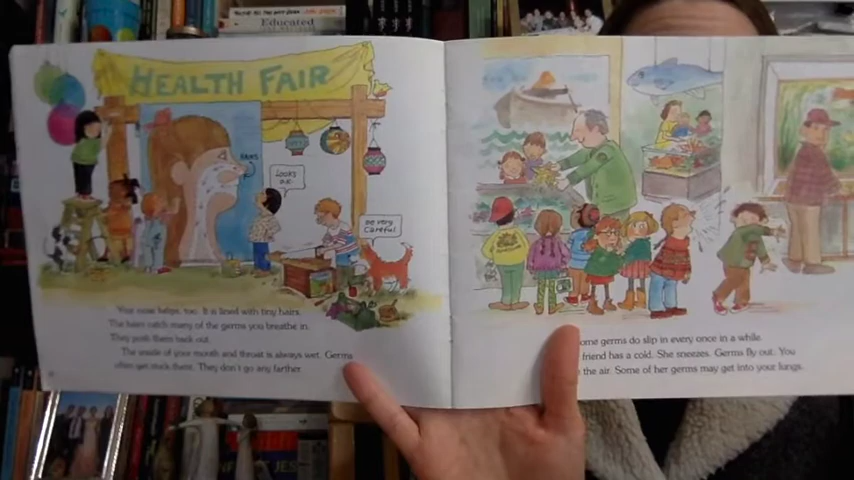 Educated
HEALTH FAIR
HAIRS
LOOKS O.K.
BE VERY
CAREFUL
Your nose helps, too. It is lined with tiny hairs.
The hairs catch many of the germs you breathe in.
They push them back out.
The inside of your mouth and throat is always wet. Germs
often get stuck there. They don't go any farther.
ome germs do slip in every once in a while.
friend has a cold. She sneezes. Germs fly out. You
the air. Some of her germs may get into your lungs.
JES